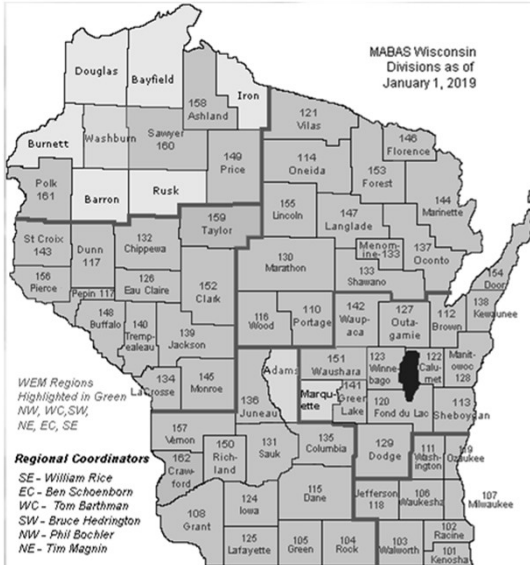 MABAS Wisconsin
Divisions as of
January 1, 2019
Douglas
Bayfield
Iron
158
Ashland
121
Vilas
Burnett
Washburn
Sawyer
160
146
Florence
149
Price
114
Oneida
153
Forest
Polk
161
Barron
Rusk
144
Marinette
155
Lincoln
147
Langlade
159
Taylor
St Croix
143
Dunn
117
132
Chippewa
137
Oconto
Menom-
ine-133
130
Marathon
133
Shawano
156
Pierce
126
Eau Claire
152
Clark
154
Door
Pepin 117
148
Buffalo
140
Tremp-
ealeau
139
Jackson
116
Wood
110
Portage
142
Waup-
aca
127
Outa-
gamie
112
Brown
138
Kewaunee
134
LaCrosse
145
Monroe
Adams
136
Juneau
151
Waushara
123
Winne-
bago
122
Calu-
met
Manit-
owoc
128
Marqu-
ette
141
Green
Lake
120
Fond du Lac
113
Sheboygan
WEM Regions
Highlighted in Green
NW, WC,SW,
NE, EC, SE
157
Vernon
150
Rich-
land
131
Sauk
135
Columbia
129
Dodge
111
Wash-
ington
119
Ozaukee
162
Craw-
ford
Regional Coordinators
SE - William Rice
EC - Ben Schoenborn
WC - Tom Barthman
SW - Bruce Hedrington
NW - Phil Bochler
NE - Tim Magnin
108
Grant
124
Iowa
115
Dane
Jefferson
118
106
Waukesha
107
Milwaukee
125
Lafayette
105
Green
104
Rock
103
Walworth
102
Racine
101
Kenosha